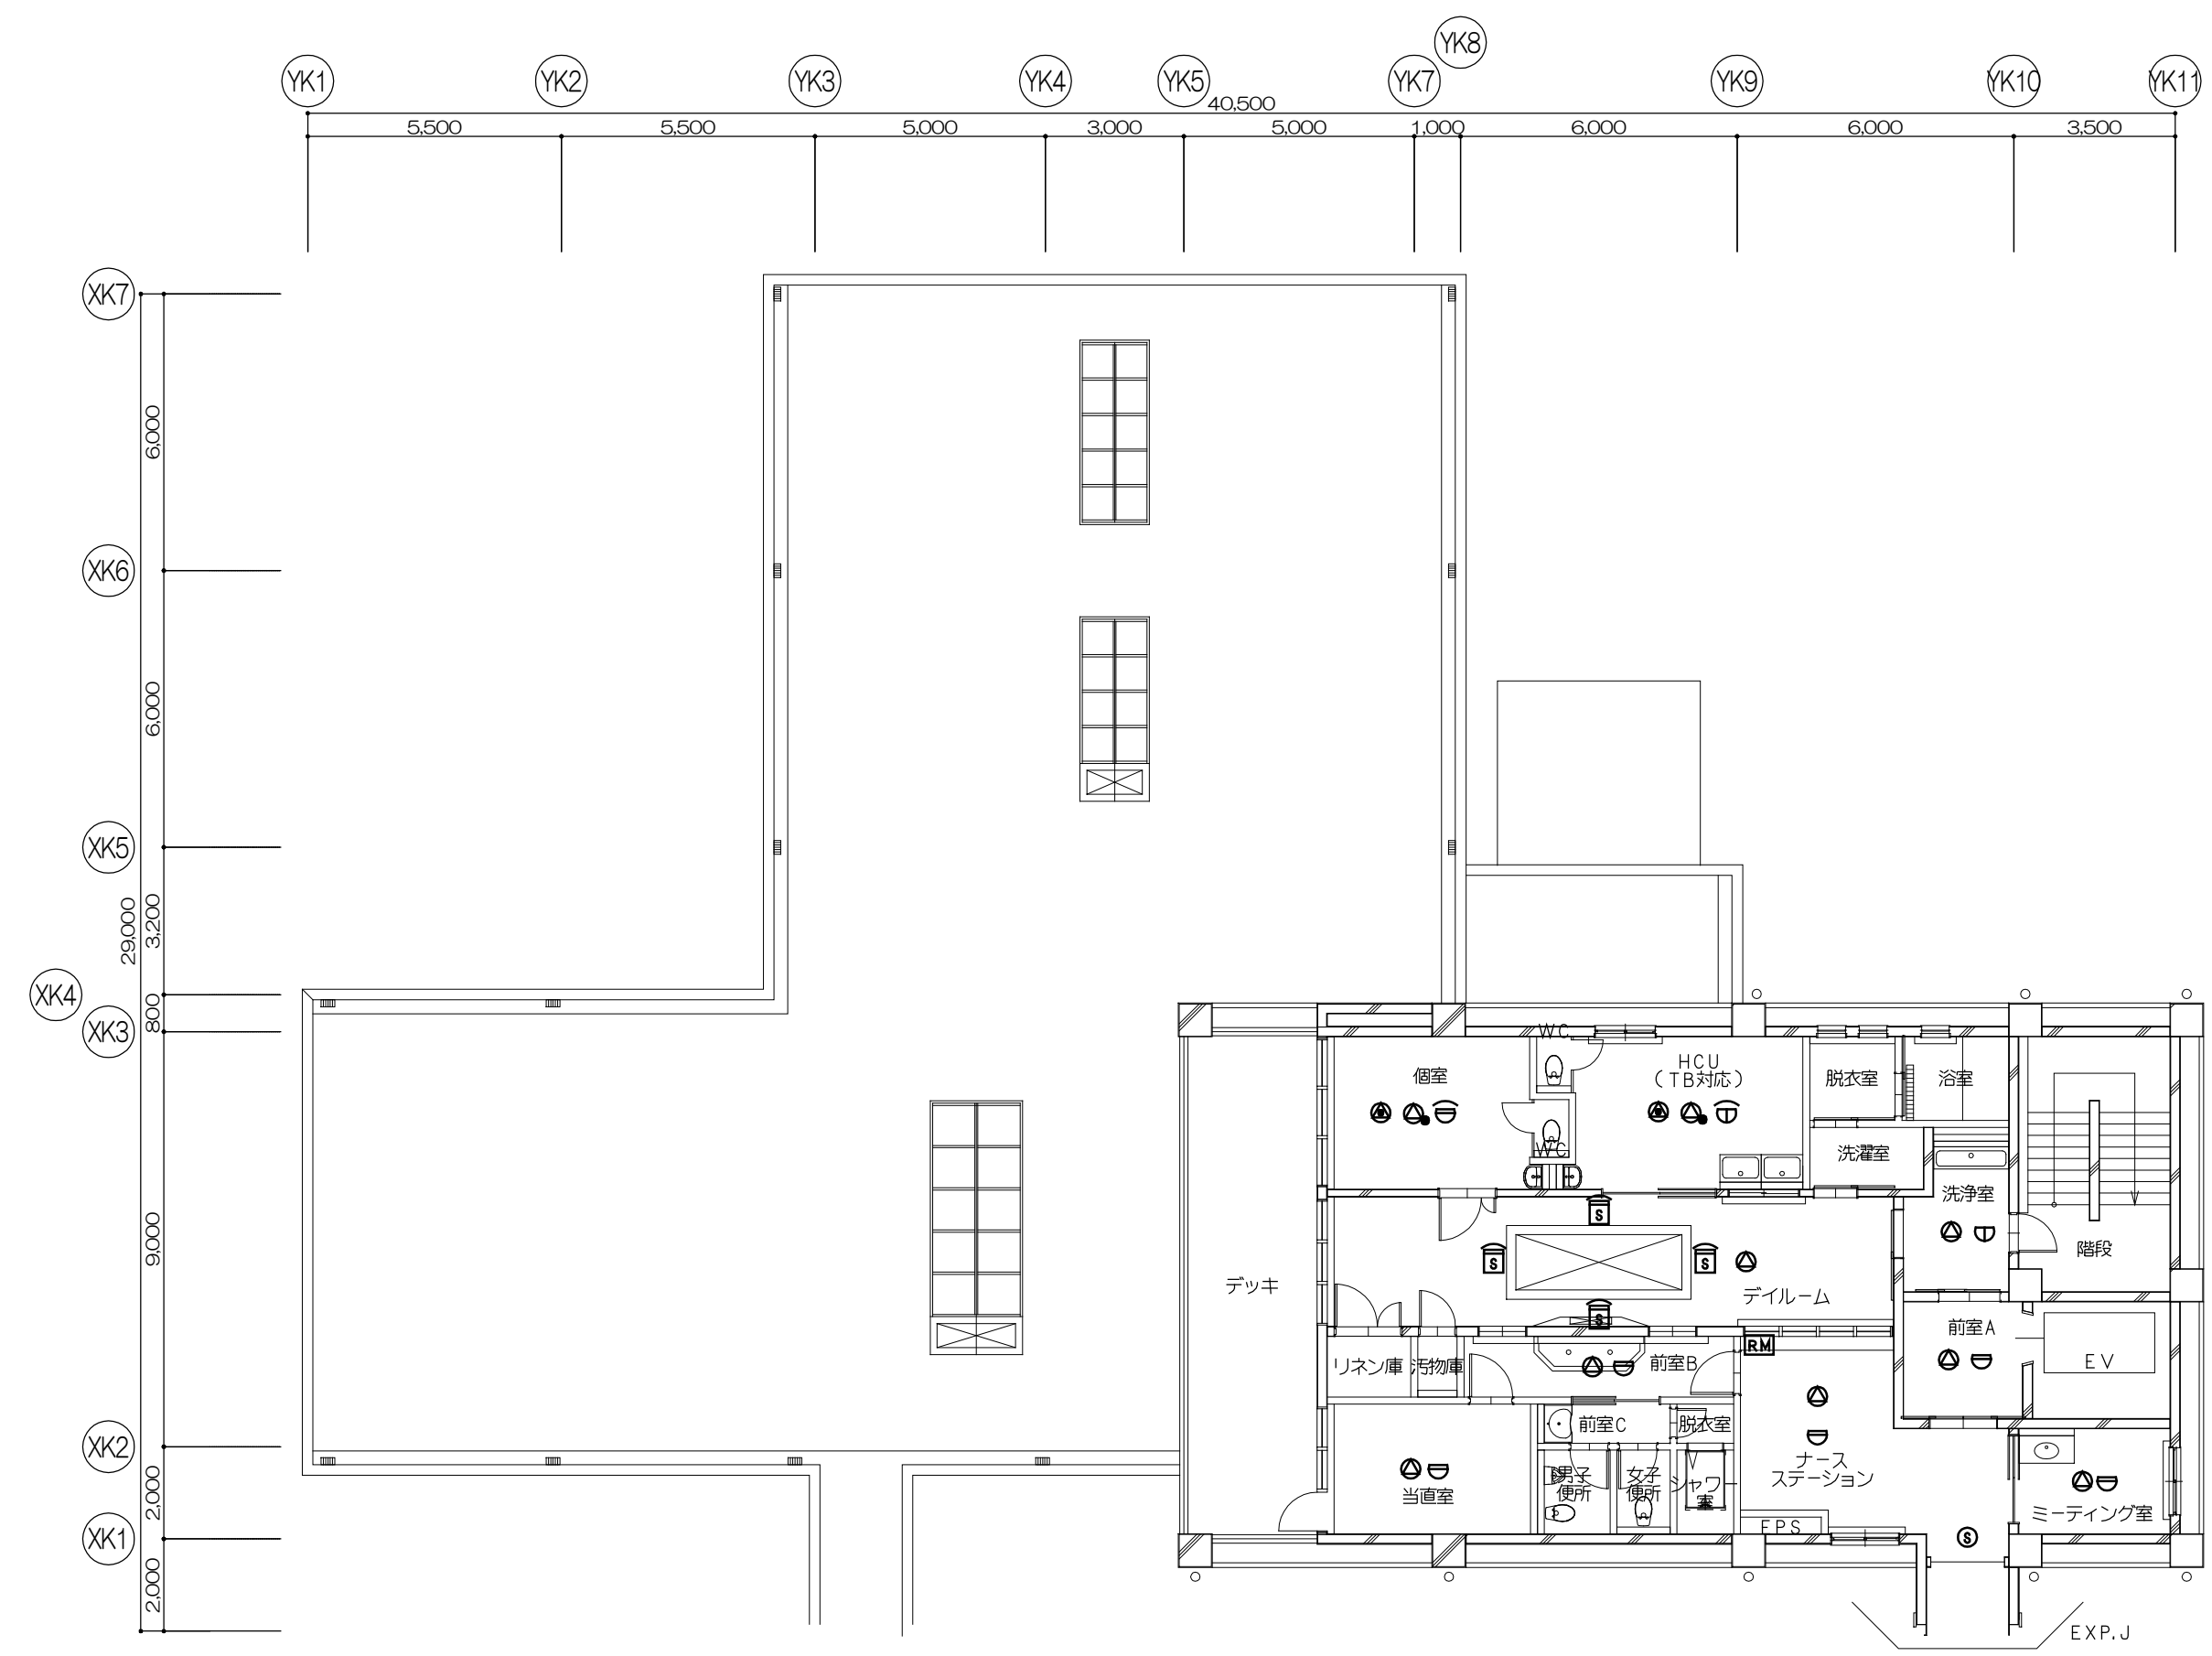 YK8
YK1
YK2
YK3
YK4
YK5
YK7
YK9
YK10
YK11
40,500
5,500
5,500
5,000
3,000
5,000
1,000
6,000
6,000
3,500
XK7
6,000
XK6
6,000
XK5
29,000
3,200
XK4
800
XK3
9,000
XK2
2,000
XK1
2,000
WC
個室
HCU
(TB対応)
脱衣室
浴室
WC
洗濯室
洗浄室
階段
S
S
S
S
デッキ
デイルーム
前室A
EV
RM
リネン庫
汚物庫
前室B
前室C
脱衣室
ナース
ステーション
当直室
男子
便所
女子
便所
シャワー
室
EPS
ミーティング室
S
EXP.J